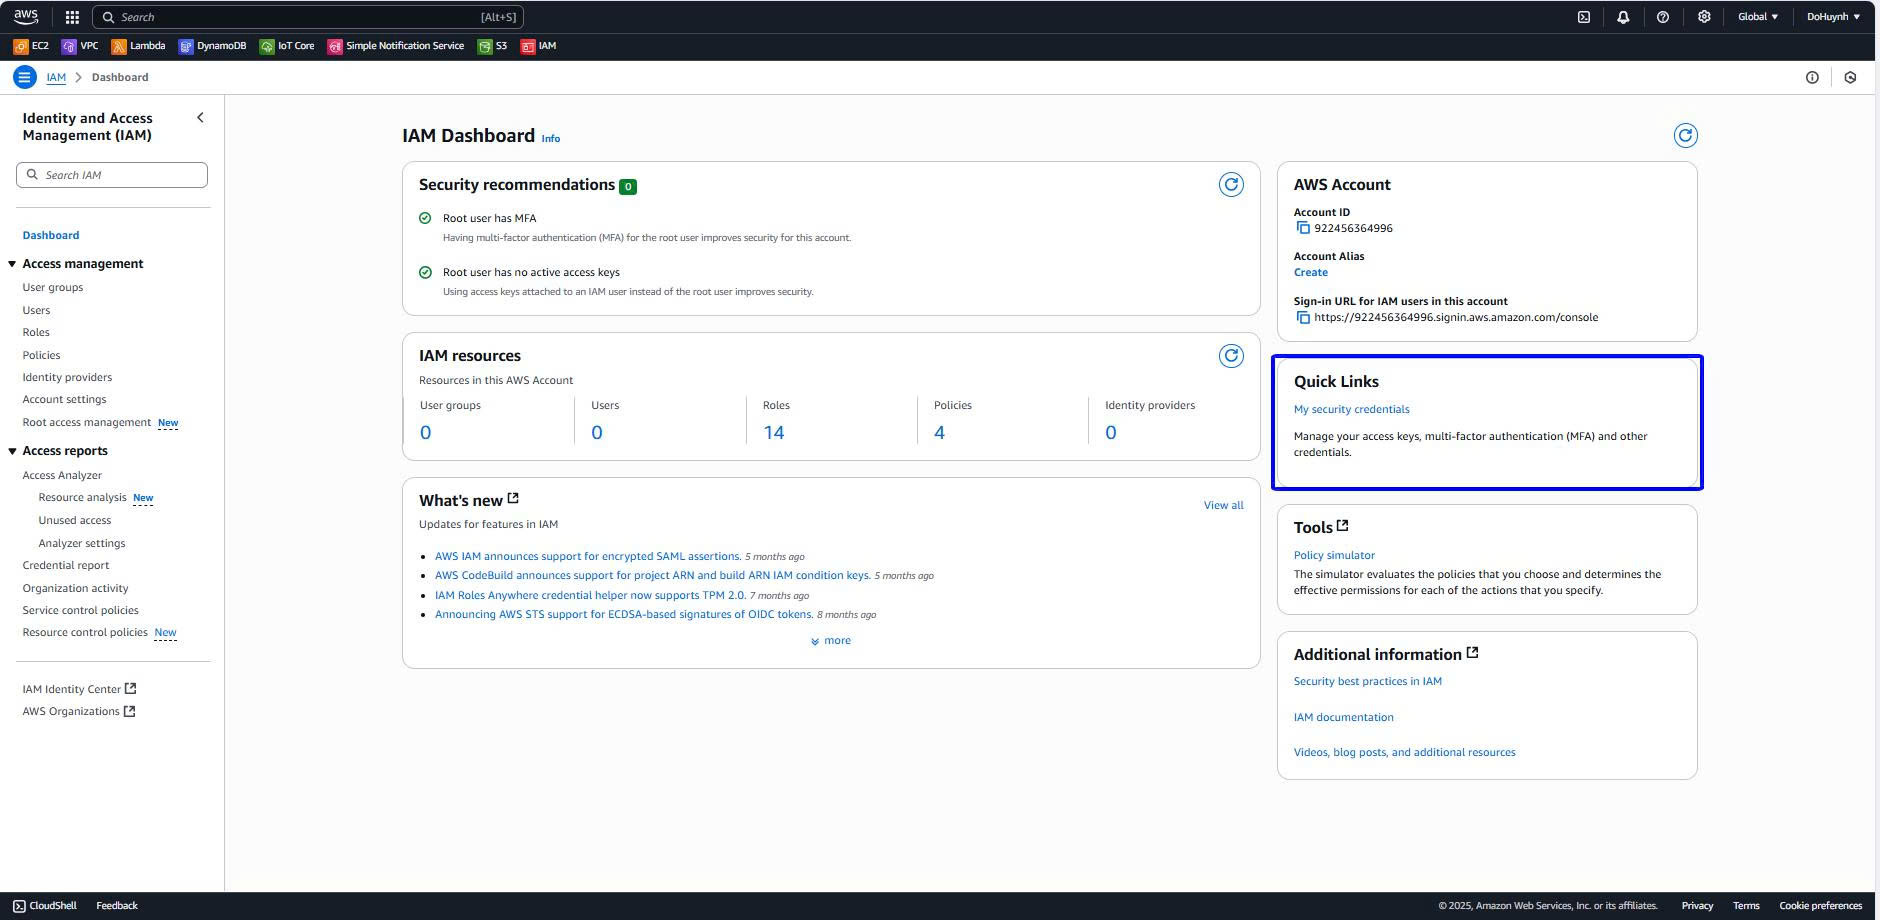 aws
Search [Alt+S]
Global ▼ DoHuynh ▼
EC2 VPC Lambda DynamoDB IoT Core Simple Notification Service S3 IAM
IAM > Dashboard
Identity and Access
Management (IAM)
Search IAM
Dashboard
Access management
User groups
Users
Roles
Policies
Identity providers
Account settings
Root access management New
Access reports
Access Analyzer
Resource analysis New
Unused access
Analyzer settings
Credential report
Organization activity
Service control policies
Resource control policies New
IAM Identity Center
AWS Organizations
IAM Dashboard Info
Security recommendations 0
Root user has MFA
Having multi-factor authentication (MFA) for the root user improves security for this account.
Root user has no active access keys
Using access keys attached to an IAM user instead of the root user improves security.
IAM resources
Resources in this AWS Account
User groups Users Roles Policies Identity providers
0 0 14 4 0
What's new
View all
Updates for features in IAM
• AWS IAM announces support for encrypted SAML assertions. 5 months ago
• AWS CodeBuild announces support for project ARN and build ARN IAM condition keys. 5 months ago
• IAM Roles Anywhere credential helper now supports TPM 2.0. 7 months ago
• Announcing AWS STS support for ECDSA-based signatures of OIDC tokens. 8 months ago
more
AWS Account
Account ID
922456364996
Account Alias
Create
Sign-in URL for IAM users in this account
https://922456364996.signin.aws.amazon.com/console
Quick Links
My security credentials
Manage your access keys, multi-factor authentication (MFA) and other
credentials.
Tools
Policy simulator
The simulator evaluates the policies that you choose and determines the
effective permissions for each of the actions that you specify.
Additional information
Security best practices in IAM
IAM documentation
Videos, blog posts, and additional resources
CloudShell Feedback
© 2025, Amazon Web Services, Inc. or its affiliates. Privacy Terms Cookie preferences